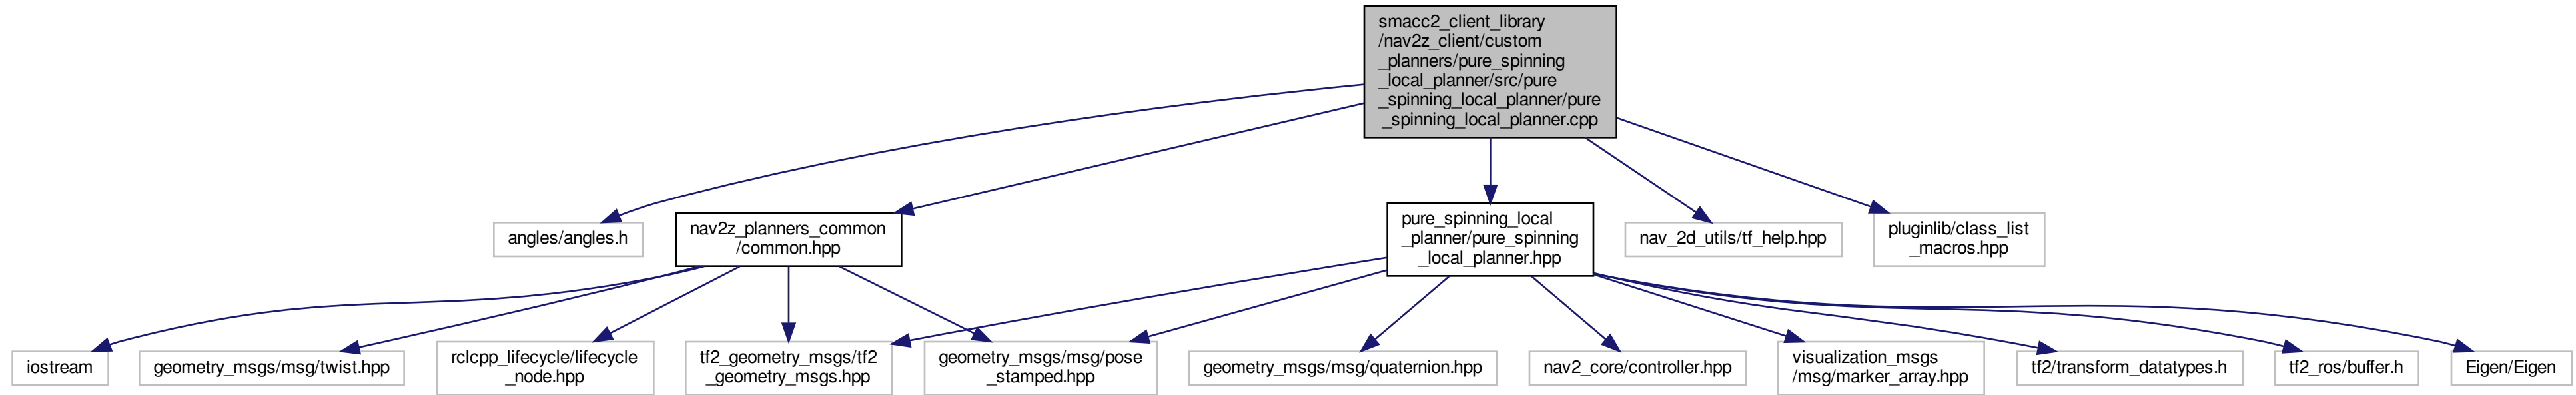 smacc2_client_library
/nav2z_client/custom
_planners/pure_spinning
_local_planner/src/pure
_spinning_local_planner/pure
_spinning_local_planner.cpp
angles/angles.h
nav2z_planners_common
/common.hpp
pure_spinning_local
_planner/pure_spinning
_local_planner.hpp
nav_2d_utils/tf_help.hpp
pluginlib/class_list
_macros.hpp
iostream
geometry_msgs/msg/twist.hpp
rclcpp_lifecycle/lifecycle
_node.hpp
tf2_geometry_msgs/tf2
_geometry_msgs.hpp
geometry_msgs/msg/pose
_stamped.hpp
geometry_msgs/msg/quaternion.hpp
nav2_core/controller.hpp
visualization_msgs
/msg/marker_array.hpp
tf2/transform_datatypes.h
tf2_ros/buffer.h
Eigen/Eigen